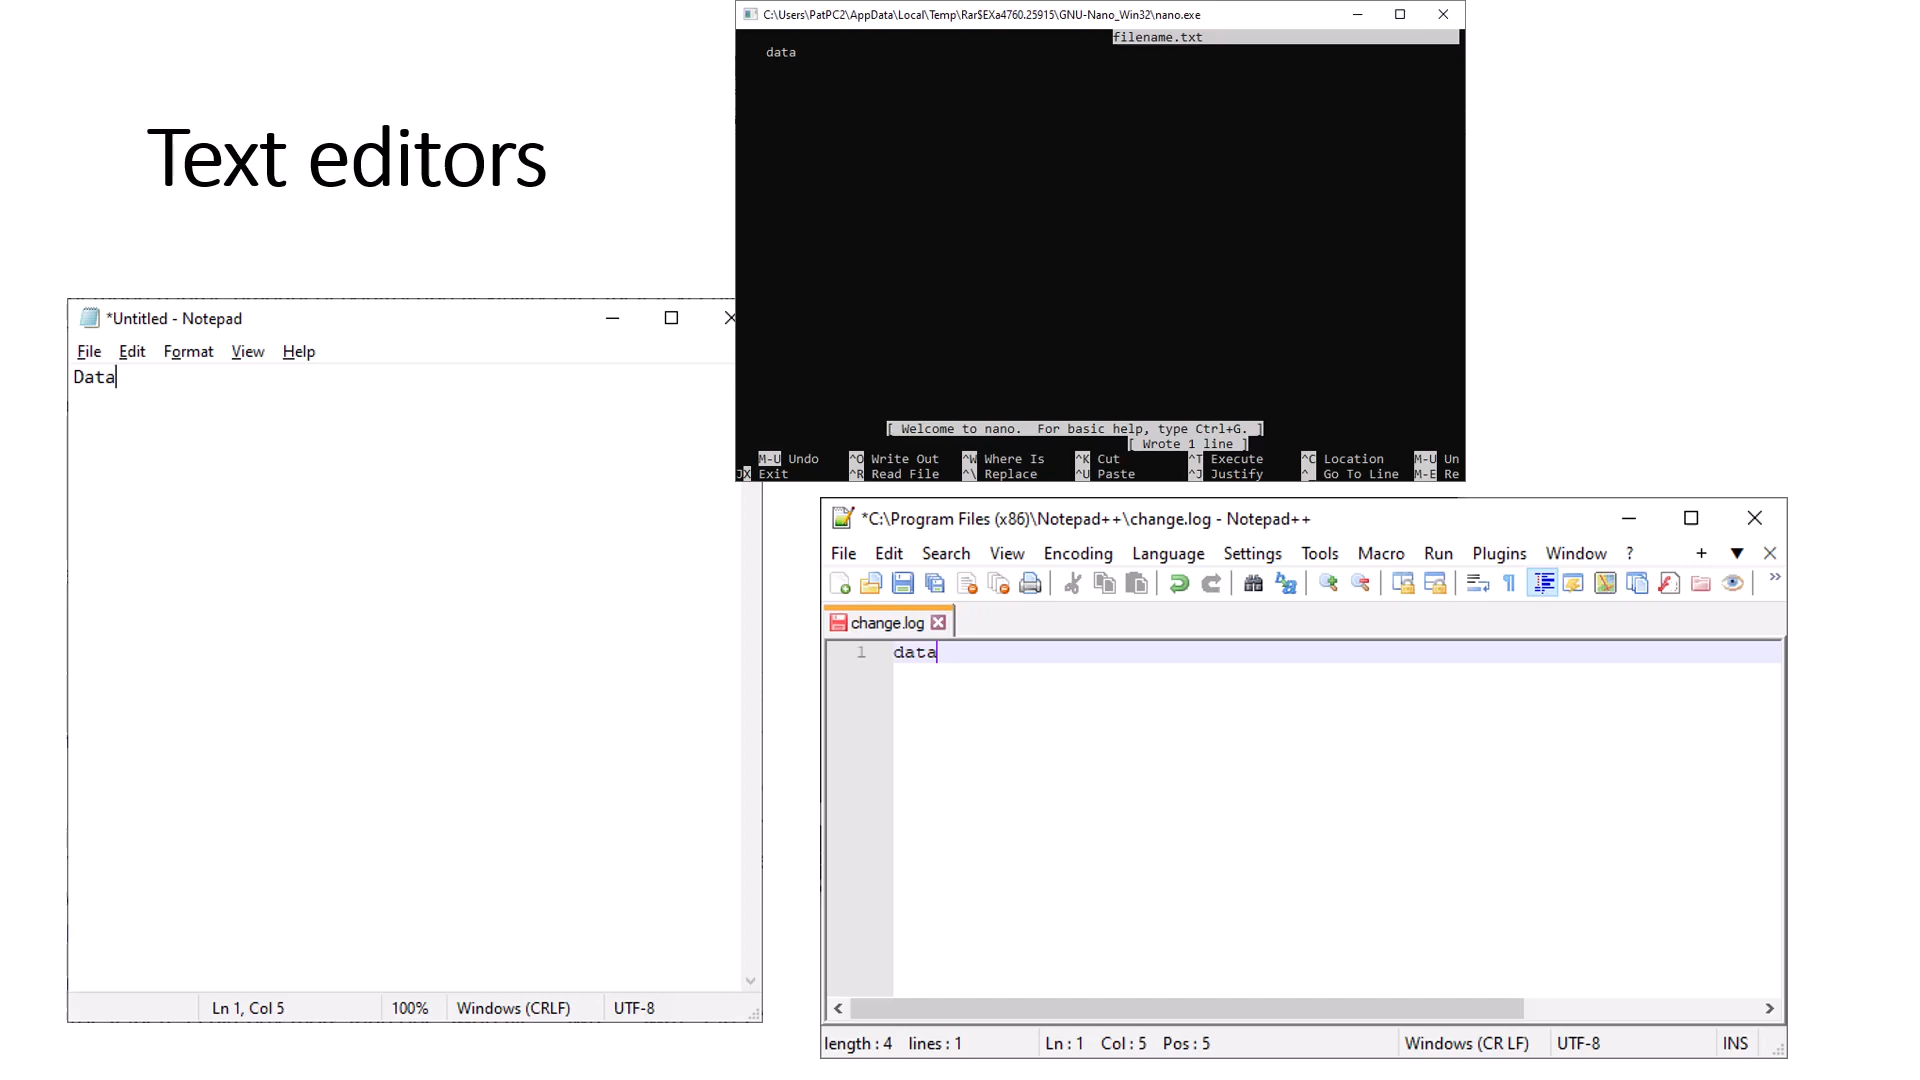 Text editors
C:\Users\PatPC2\AppData\Local\Temp\Rar$EXa4760.25915\GNU-Nano_Win32\nano.exe
filename.txt
data
[ Welcome to nano.  For basic help, type Ctrl+G. ]
[ Wrote 1 line ]
M-U Undo ^O Write Out ^W Where Is ^K Cut ^T Execute ^C Location M-U Un
JX Exit ^R Read File ^\ Replace ^U Paste ^J Justify ^_ Go To Line M-E Re
*Untitled - Notepad
File Edit Format View Help
Data
Ln 1, Col 5 100% Windows (CRLF) UTF-8
*C:\Program Files (x86)\Notepad++\change.log - Notepad++
File Edit Search View Encoding Language Settings Tools Macro Run Plugins Window ?
change.log
1 data
length : 4 lines : 1 Ln : 1 Col : 5 Pos : 5 Windows (CR LF) UTF-8 INS